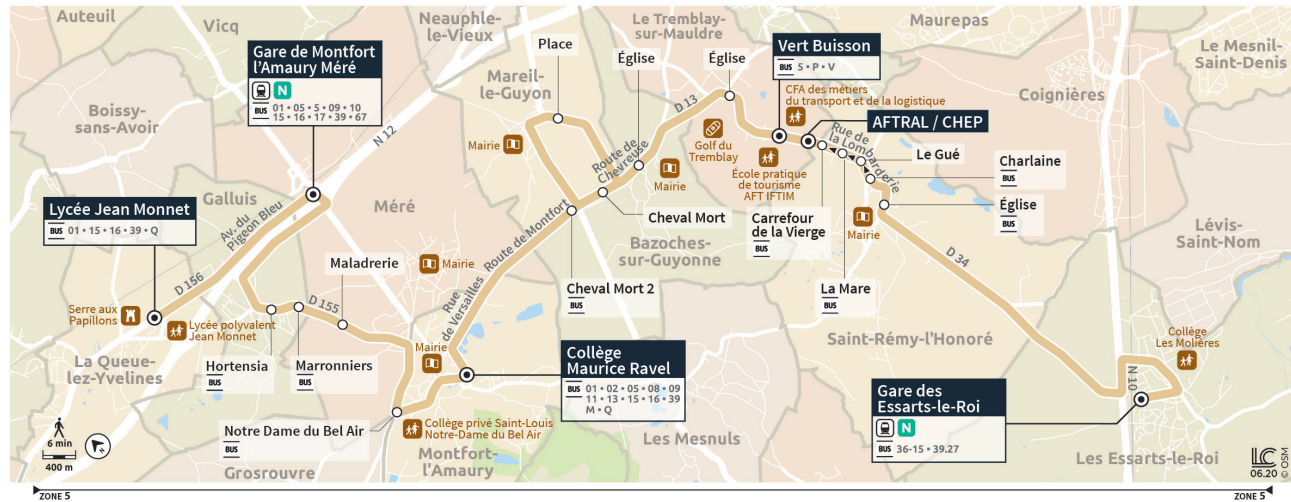 Auteuil
Vicq
Neauphle-
le-Vieux
Le Tremblay-
sur-Mauldre
Maurepas
Le Mesnil-
Saint-Denis
Gare de Montfort
l'Amaury Méré
N
BUS 01 • 05 • 5 • 09 • 10
15 • 16 • 17 • 39 • 67
Place
Église
Église
Vert Buisson
BUS 5 • P • V
Mareil-
le-Guyon
D 13
CFA des métiers
du transport et de la logistique
Coignières
Boissy-
sans-Avoir
N 12
AFTRAL / CHEP
Rue de
la Lombarderie
Mairie
Route de
Chevreuse
Golf du
Tremblay
Le Gué
Charlaine
BUS
Mairie
École pratique
de tourisme
AFT IFTIM
Galluis
Méré
Lycée Jean Monnet
BUS 01 • 15 • 16 • 39 • Q
Av. du
Pigeon Bleu
Cheval Mort
Carrefour
de la Vierge
BUS
Mairie
Église
BUS
Lévis-
Saint-Nom
Route de Montfort
Bazoches-
sur-Guyonne
Maladrerie
Mairie
D 34
D 156
Rue
de Versailles
Cheval Mort 2
BUS
La Mare
BUS
Serre aux
Papillons
D 155
Lycée polyvalent
Jean Monnet
Mairie
Saint-Rémy-l'Honoré
Collège
Les Molières
La Queue-
lez-Yvelines
Hortensia
BUS
Marronniers
BUS
Collège
Maurice Ravel
BUS 01 • 02 • 05 • 08 • 09
11 • 13 • 15 • 16 • 39
M • Q
N 10
Gare des
Essarts-le-Roi
N
BUS 36-15 • 39.27
Notre Dame du Bel Air
BUS
Collège privé Saint-Louis
Notre-Dame du Bel Air
6 min
400 m
Grosrouvre
Montfort-
l'Amaury
Les Mesnuls
Les Essarts-le-Roi
LC
06.20
© OSM
ZONE 5
ZONE 5